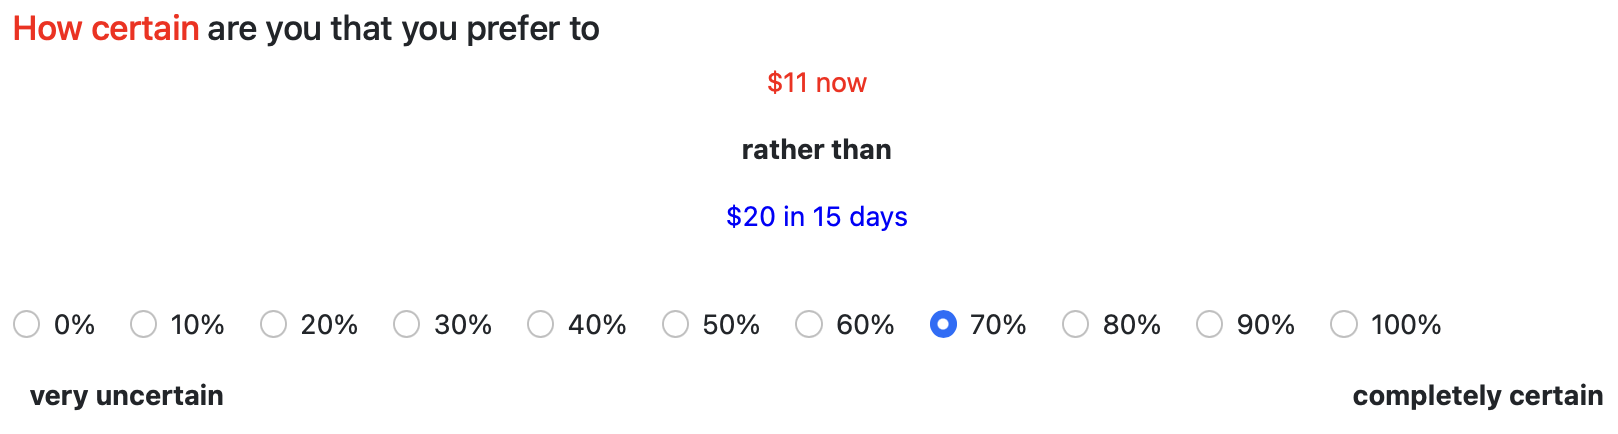 How certain are you that you prefer to
$11 now
rather than
$20 in 15 days
0% 10% 20% 30% 40% 50% 60% 70% 80% 90% 100%
very uncertain completely certain